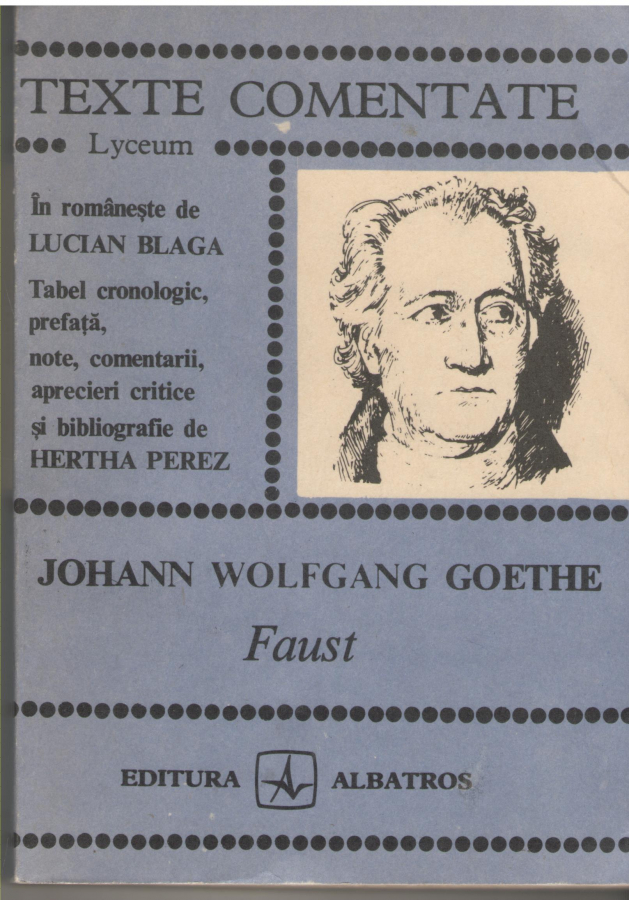 TEXTE COMENTATE
Lyceum
În românește de
LUCIAN BLAGA
Tabel cronologic,
prefață,
note, comentarii,
aprecieri critice
și bibliografie de
HERTHA PEREZ
JOHANN WOLFGANG GOETHE
Faust
EDITURA ALBATROS